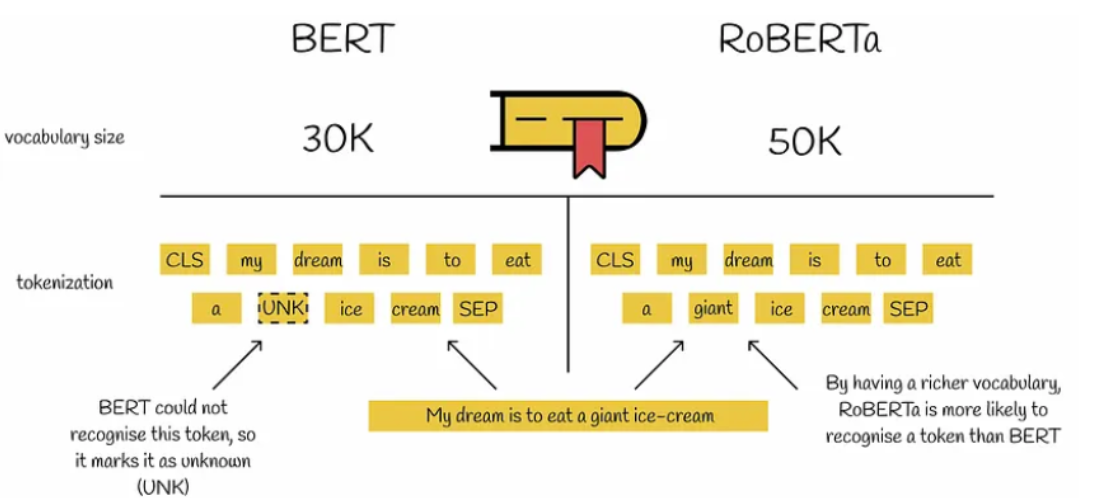 BERT
RoBERTa
vocabulary size
30K
50K
tokenization
CLS my dream is to eat
a UNK ice cream SEP
CLS my dream is to eat
a giant ice cream SEP
BERT could not
recognise this token, so
it marks it as unknown
(UNK)
My dream is to eat a giant ice-cream
By having a richer vocabulary,
RoBERTa is more likely to
recognise a token than BERT